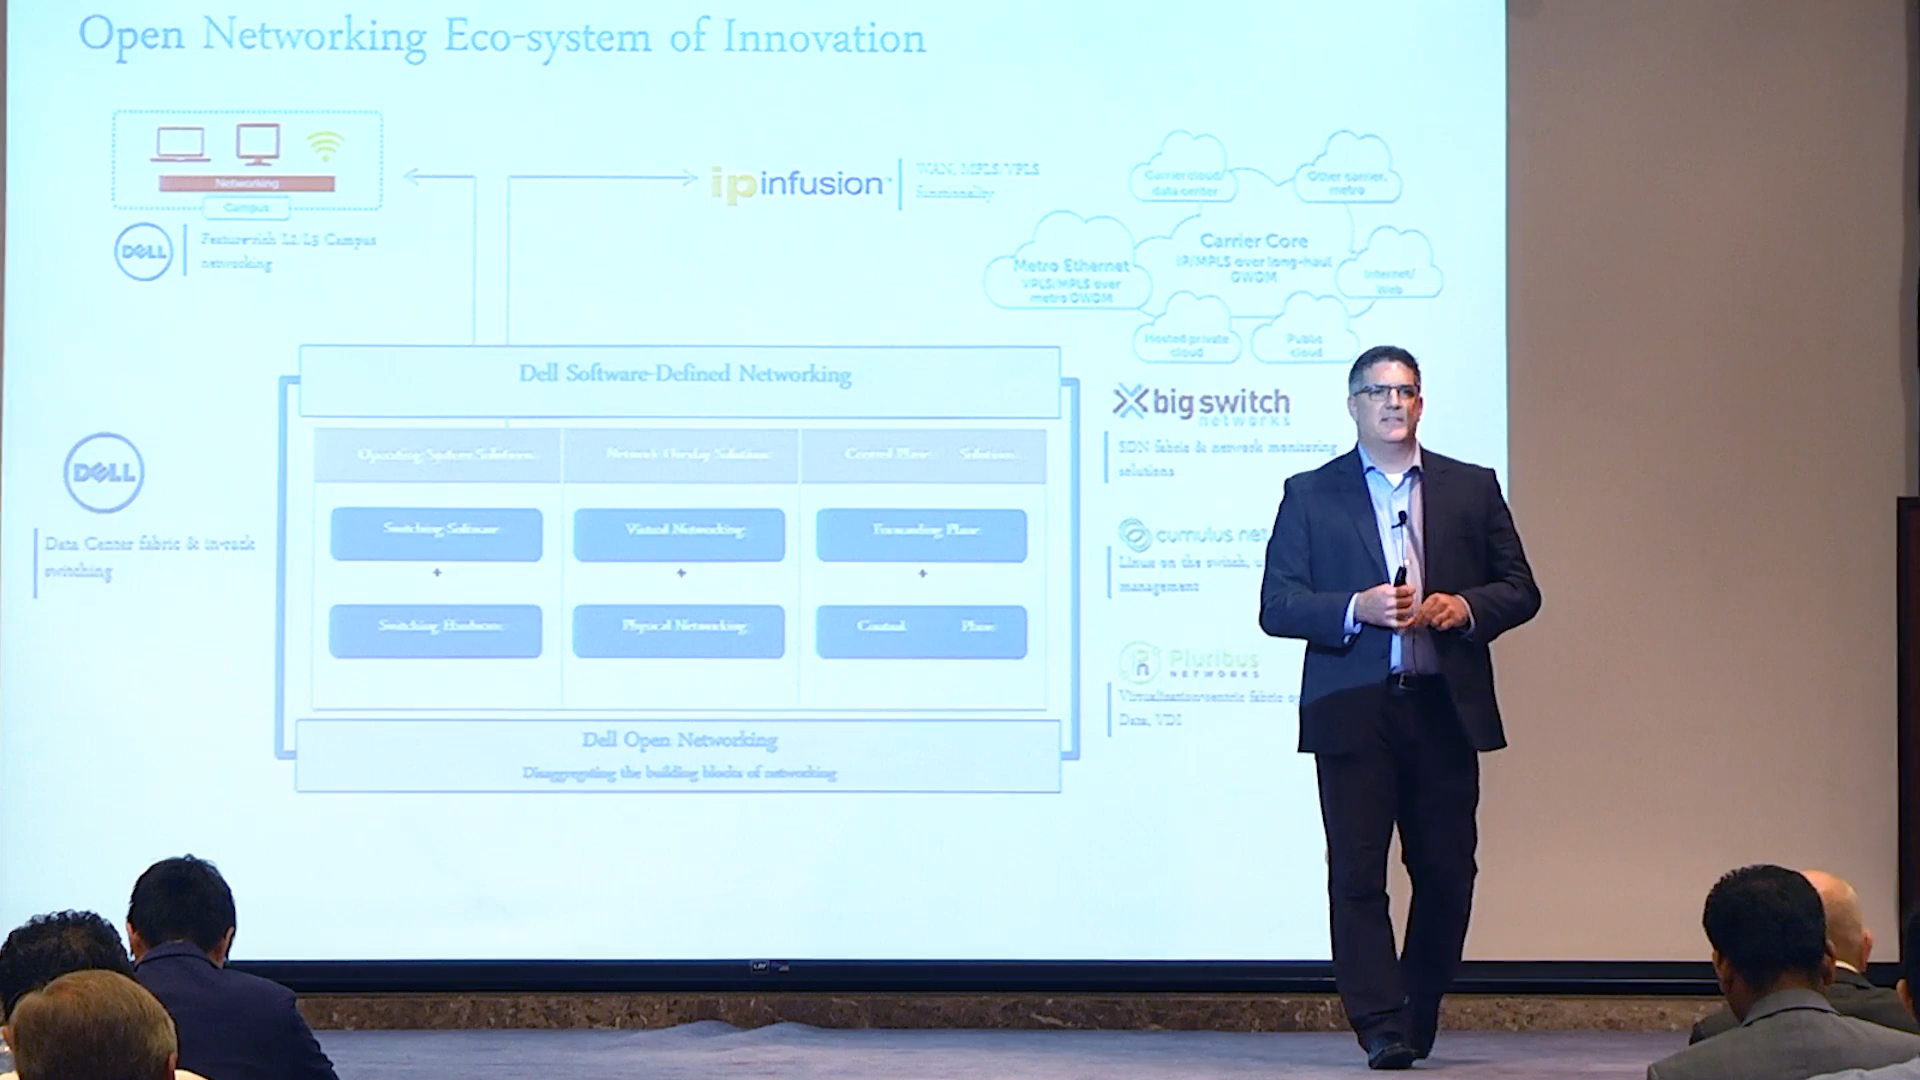 Open Networking Eco-system of Innovation
Networking
Campus
DELL
Feature-rich L2/L3 Campus
networking
ipinfusion
WAN, MPLS/VPLS
functionality
Carrier cloud/
data center
Other carrier,
metro
Carrier Core
IP/MPLS over long-haul
DWDM
Metro Ethernet
VPLS/MPLS over
metro DWDM
Internet/
Web
Hosted private
cloud
Public
cloud
Dell Software-Defined Networking
Operating System Solutions
Network Overlay Solutions
Control Plane Solutions
Switching Software
Virtual Networking
Forwarding Plane
+
+
+
Switching Hardware
Physical Networking
Control Plane
Dell Open Networking
Disaggregating the building blocks of networking
DELL
Data Center fabric & in-rack
switching
big switch
networks
SDN fabric & network monitoring
solutions
cumulus net
Linux on the switch,
management
Pluribus
NETWORKS
Virtualization-centric fabric
Data, VDI